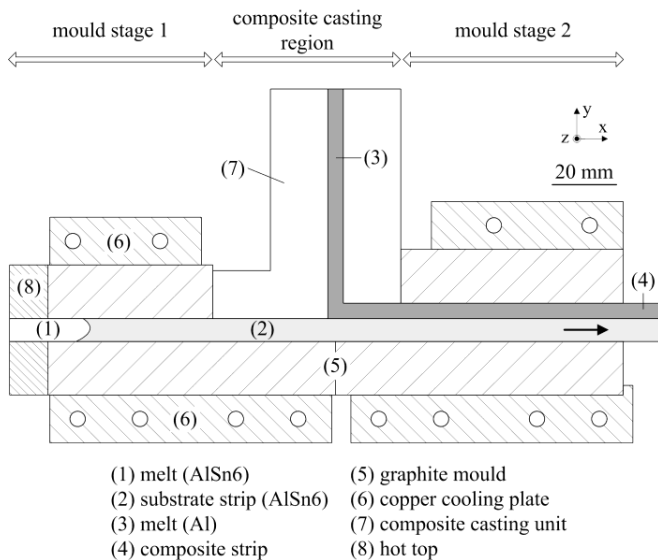 mould stage 1
composite casting
region
mould stage 2
y
z
x
20 mm
(7)
(3)
(6)
(8)
(4)
(1)
(2)
(5)
(6)
(1) melt (AlSn6)
(2) substrate strip (AlSn6)
(3) melt (Al)
(4) composite strip
(5) graphite mould
(6) copper cooling plate
(7) composite casting unit
(8) hot top